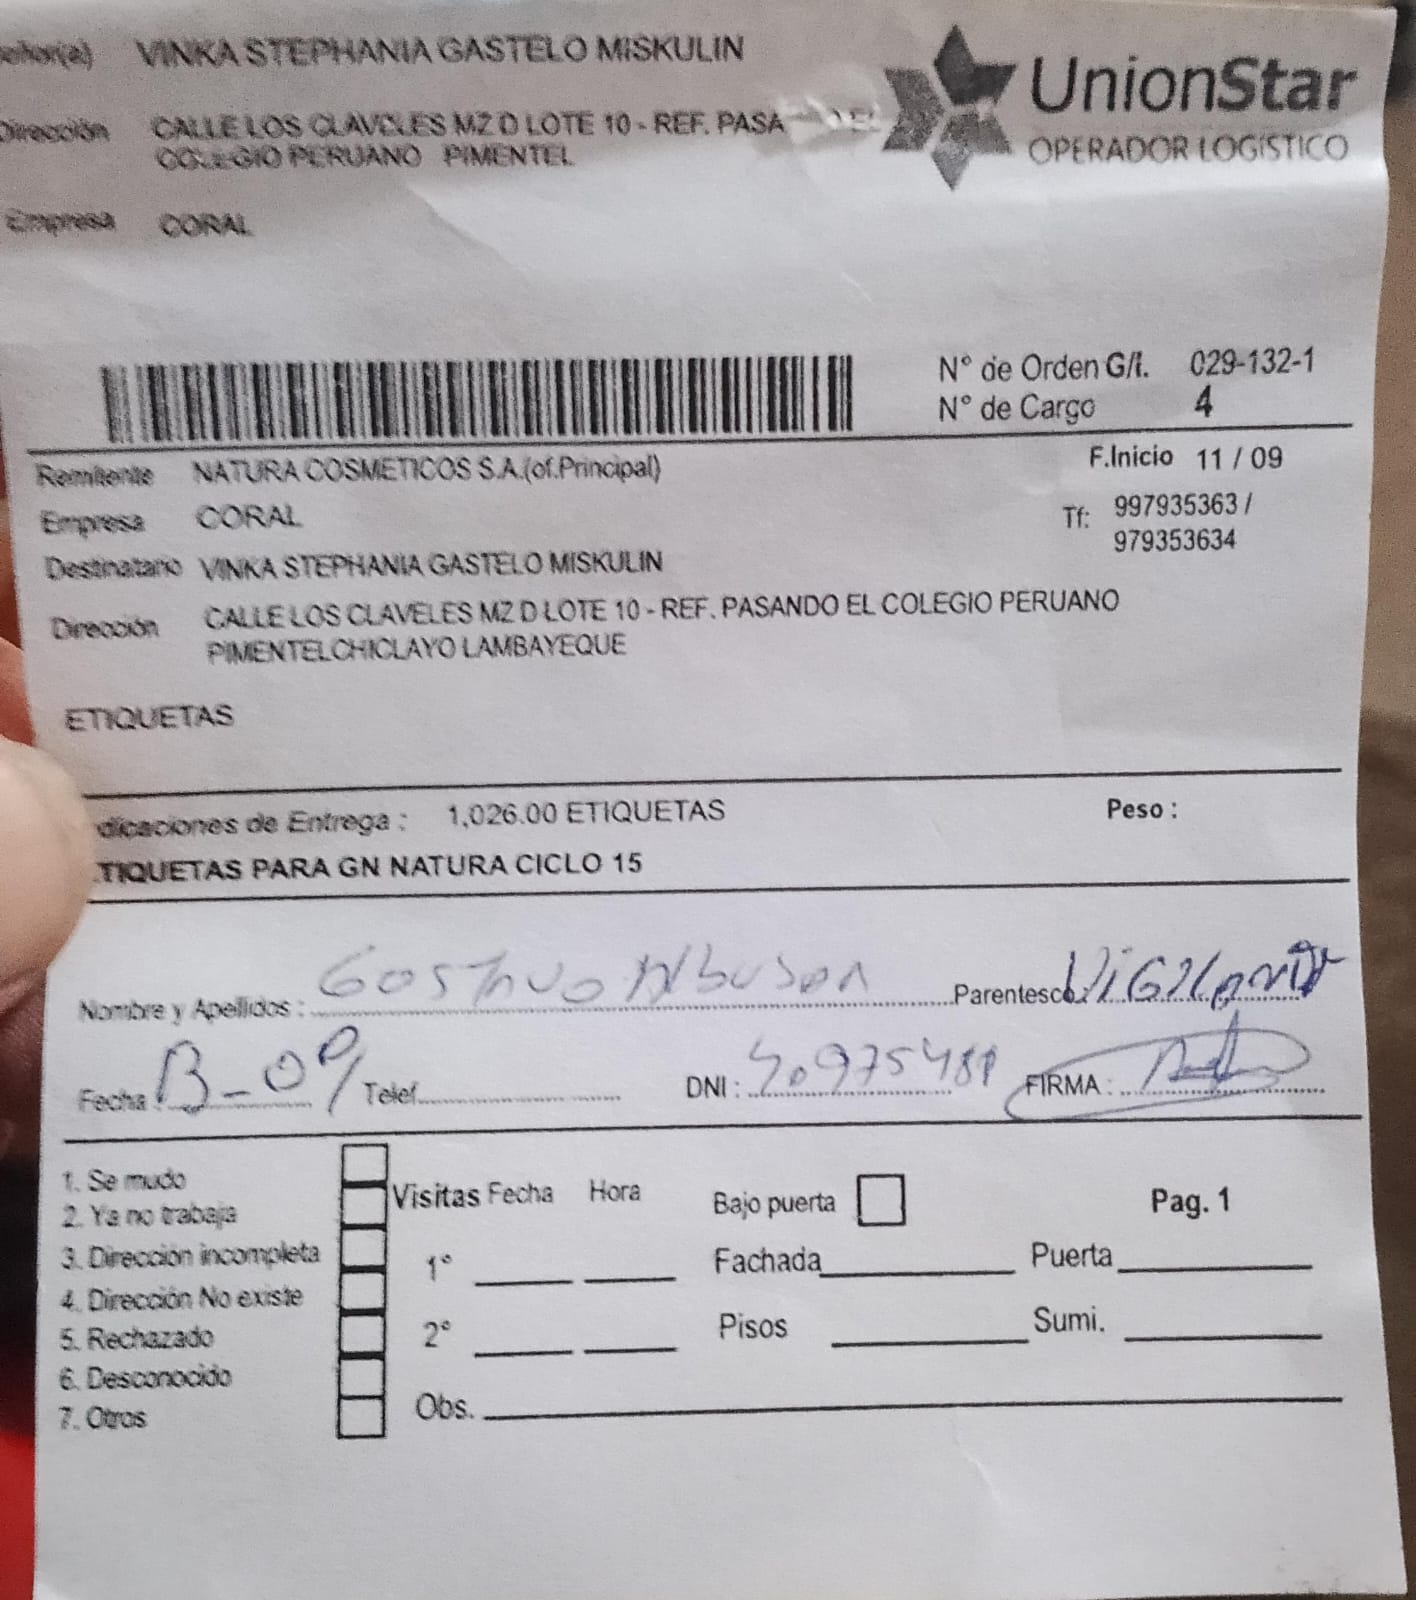 eñor(a) VINKA STEPHANIA GASTELO MISKULIN
UnionStar
OPERADOR LOGÍSTICO
Dirección CALLE LOS CLAVELES MZ D LOTE 10 - REF. PASA
COLEGIO PERUANO PIMENTEL
Empresa CORAL
N° de Orden G/I. 029-132-1
N° de Cargo 4
Remitente NATURA COSMETICOS S.A.(of.Principal) F.Inicio 11 / 09
Empresa CORAL Tf: 997935363 /
979353634
Destinatario VINKA STEPHANIA GASTELO MISKULIN
Dirección CALLE LOS CLAVELES MZ D LOTE 10 - REF. PASANDO EL COLEGIO PERUANO
PIMENTELCHICLAYO LAMBAYEQUE
ETIQUETAS
dicaciones de Entrega : 1,026.00 ETIQUETAS Peso :
TIQUETAS PARA GN NATURA CICLO 15
Nombre y Apellidos : GOSTAVO Parentesco ViGilante
Fecha : 13-09 Telef. DNI : FIRMA :
1. Se mudo
2. Ya no trabaja
3. Dirección incompleta
4. Dirección No existe
5. Rechazado
6. Desconocido
7. Otros
Visitas Fecha Hora
1°
2°
Obs.
Bajo puerta Pag. 1
Fachada Puerta
Pisos Sumi.